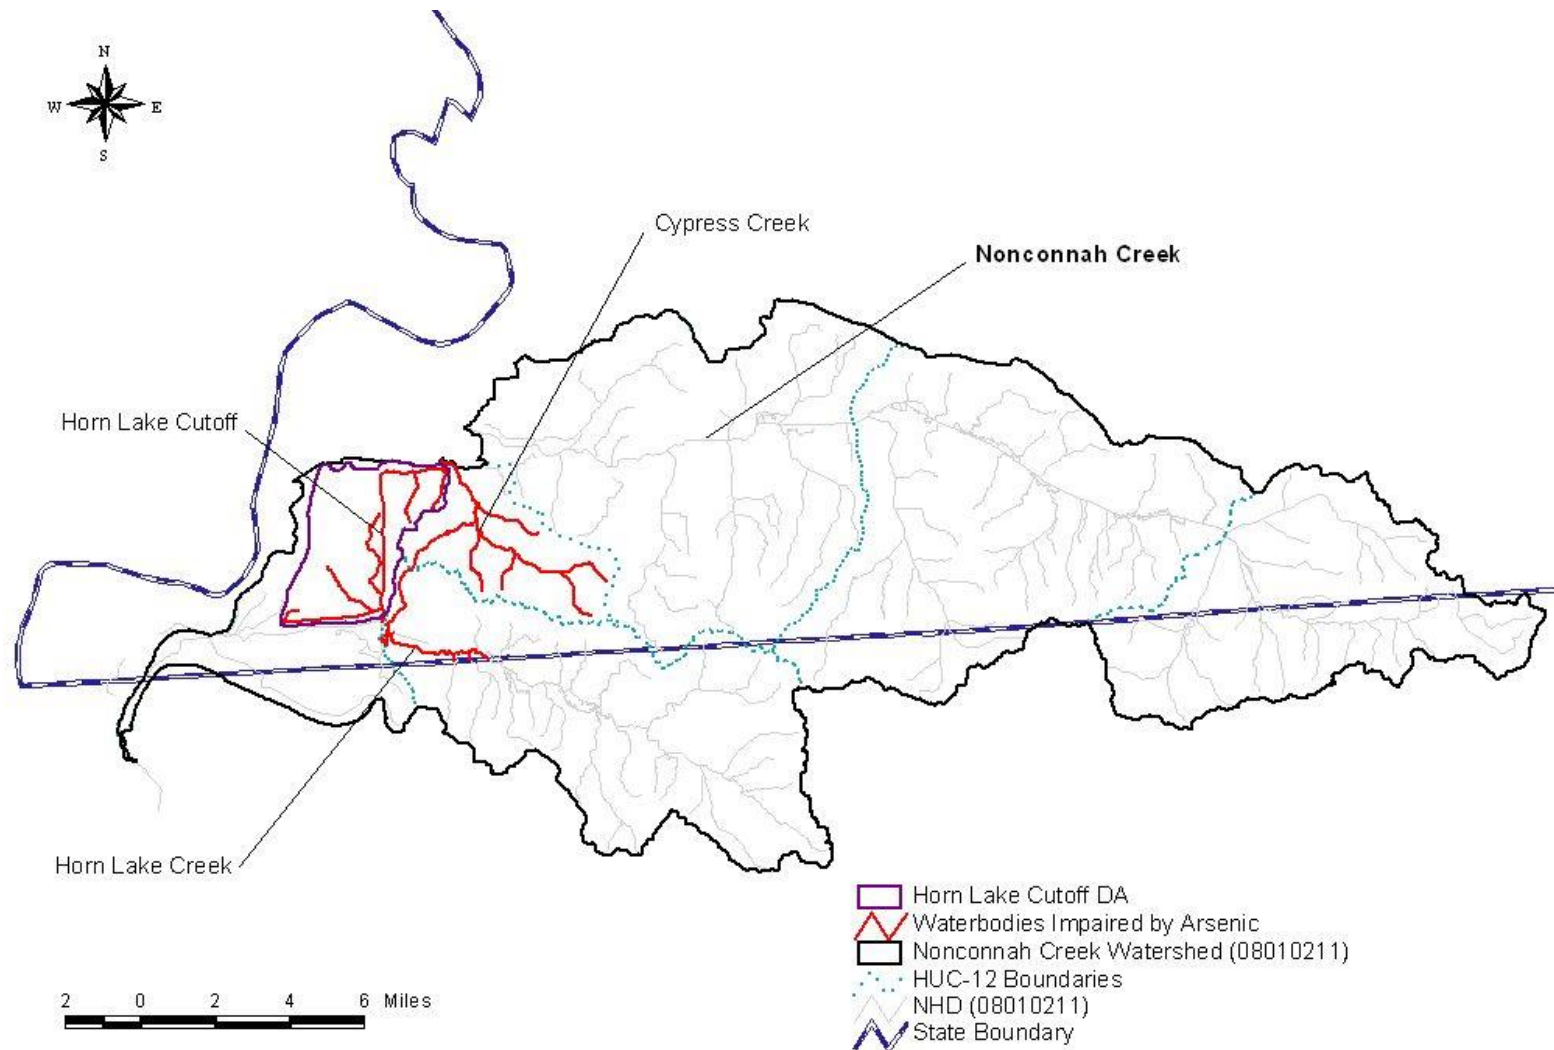 N
W E
S
Cypress Creek
Nonconnah Creek
Horn Lake Cutoff
Horn Lake Creek
Horn Lake Cutoff DA
Waterbodies Impaired by Arsenic
Nonconnah Creek Watershed (08010211)
HUC-12 Boundaries
NHD (08010211)
State Boundary
2 0 2 4 6 Miles